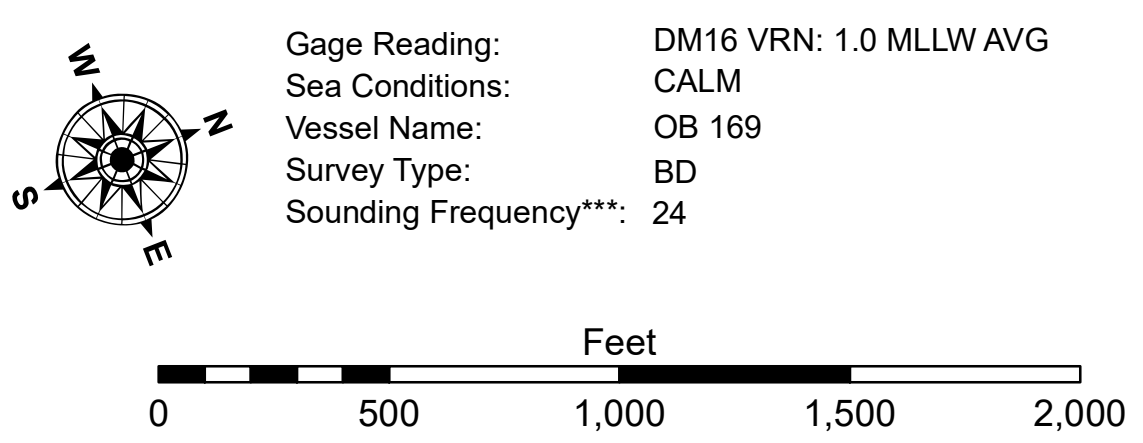 W
N
S
E
Gage Reading: DM16 VRN: 1.0 MLLW AVG
Sea Conditions: CALM
Vessel Name: OB 169
Survey Type: BD
Sounding Frequency***: 24
Feet
0 500 1,000 1,500 2,000